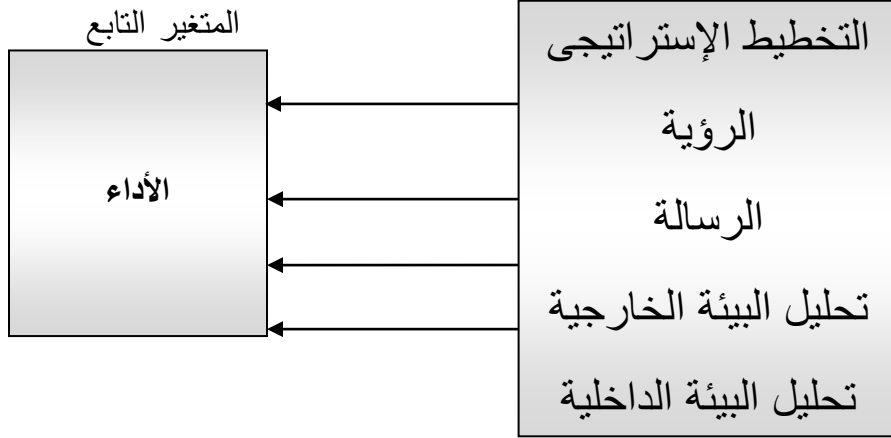 التخطيط الإستراتيجى
الرؤية
الرسالة
تحليل البيئة الخارجية
تحليل البيئة الداخلية
المتغير التابع
الأداء